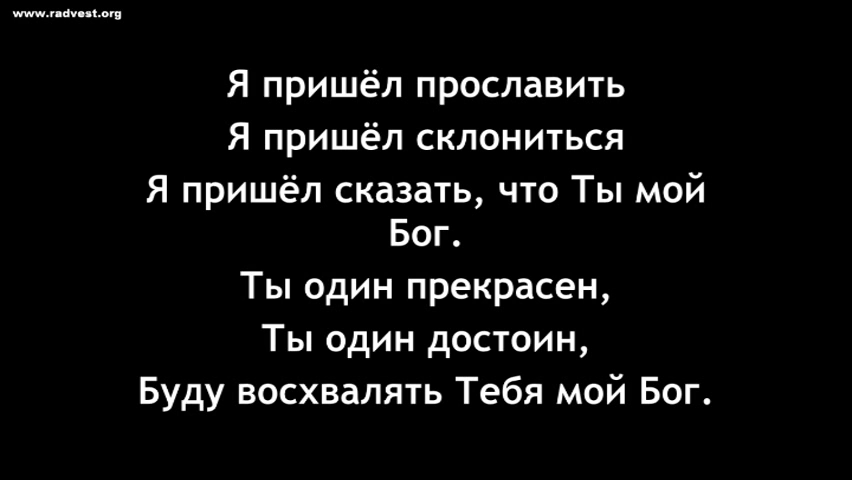 www.radvest.org
Я пришёл прославить
Я пришёл склониться
Я пришёл сказать, что Ты мой
Бог.
Ты один прекрасен,
Ты один достоин,
Буду восхвалять Тебя мой Бог.